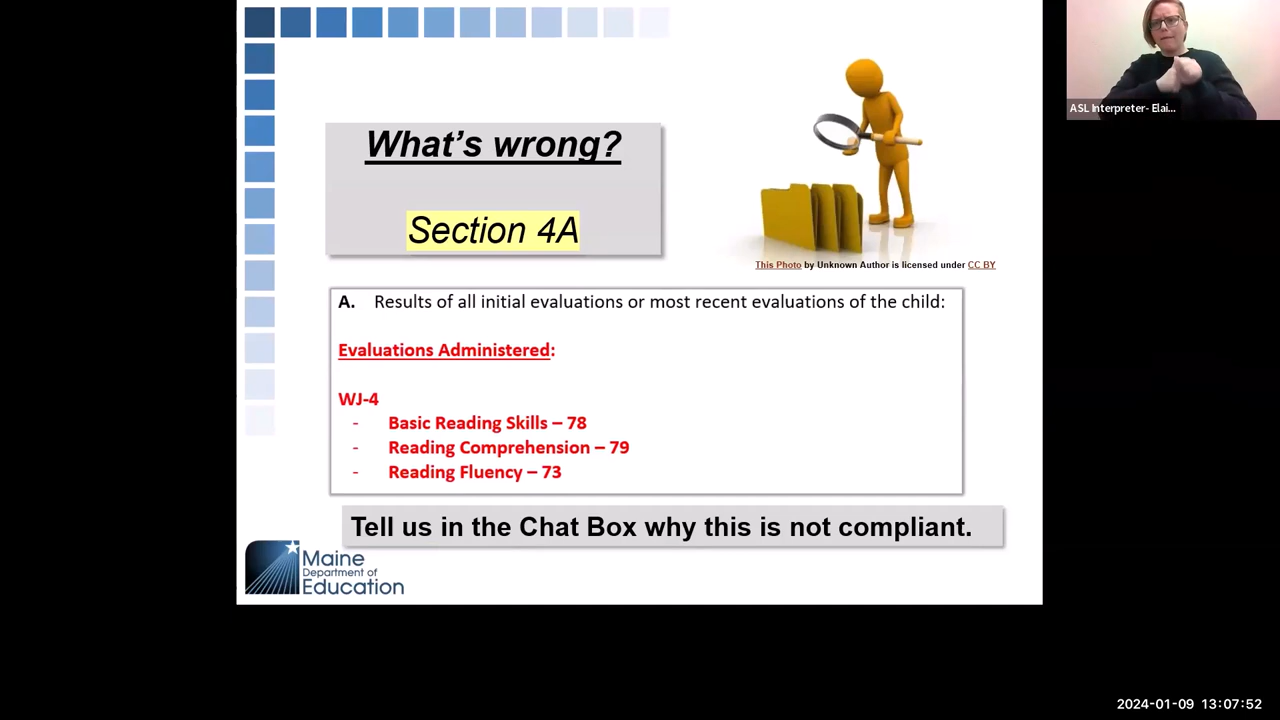 What's wrong?
Section 4A
This Photo by Unknown Author is licensed under CC BY
A. Results of all initial evaluations or most recent evaluations of the child:
Evaluations Administered:
WJ-4
- Basic Reading Skills – 78
- Reading Comprehension – 79
- Reading Fluency – 73
Tell us in the Chat Box why this is not compliant.
Maine
Department of
Education
ASL Interpreter- Elai...
2024-01-09 13:07:52